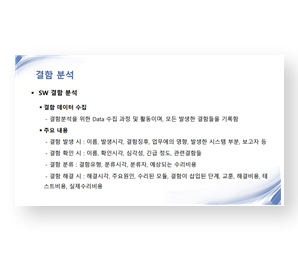 결함 분석
▪ SW 결함 분석
▪ 결함 데이터 수집
- 결함분석을 위한 Data 수집 과정 및 활동이며, 모든 발생한 결함들을 기록함
▪ 주요 내용
- 결함 발생 시 : 이름, 발생시각, 결함징후, 업무에의 영향, 발생한 시스템 부분, 보고자 등
- 결함 확인 시 : 이름, 확인시각, 심각성, 긴급 정도, 관련결함들
- 결함 분류 : 결함유형, 분류시각, 분류자, 예상되는 수리비용
- 결함 해결 시 : 해결시각, 주요원인, 수리된 모듈, 결함이 삽입된 단계, 교훈, 해결비용, 테
스트비용, 실제수리비용